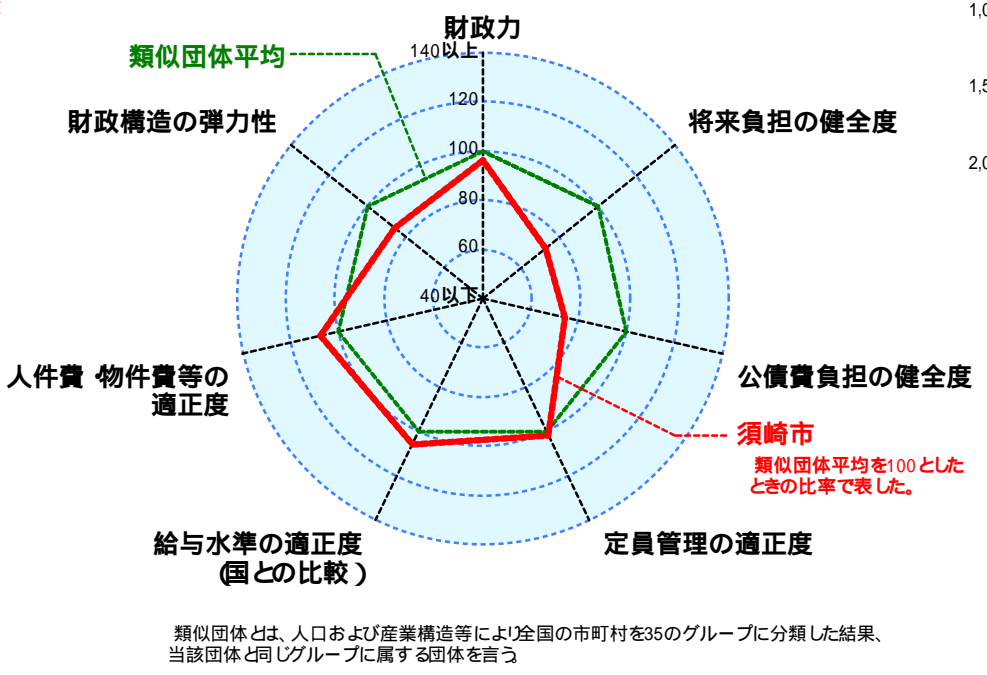 財政力
1,0
140以上
類似団体平均
1,5
120
財政構造の弾力性
将来負担の健全度
100
2,0
80
60
40以下
人件費・物件費等の
適正度
公債費負担の健全度
須崎市
類似団体平均を100とした
ときの比率で表した。
給与水準の適正度
(国との比較)
定員管理の適正度
類似団体とは、人口および産業構造等により全国の市町村を35のグループに分類した結果、
当該団体と同じグループに属する団体を言う